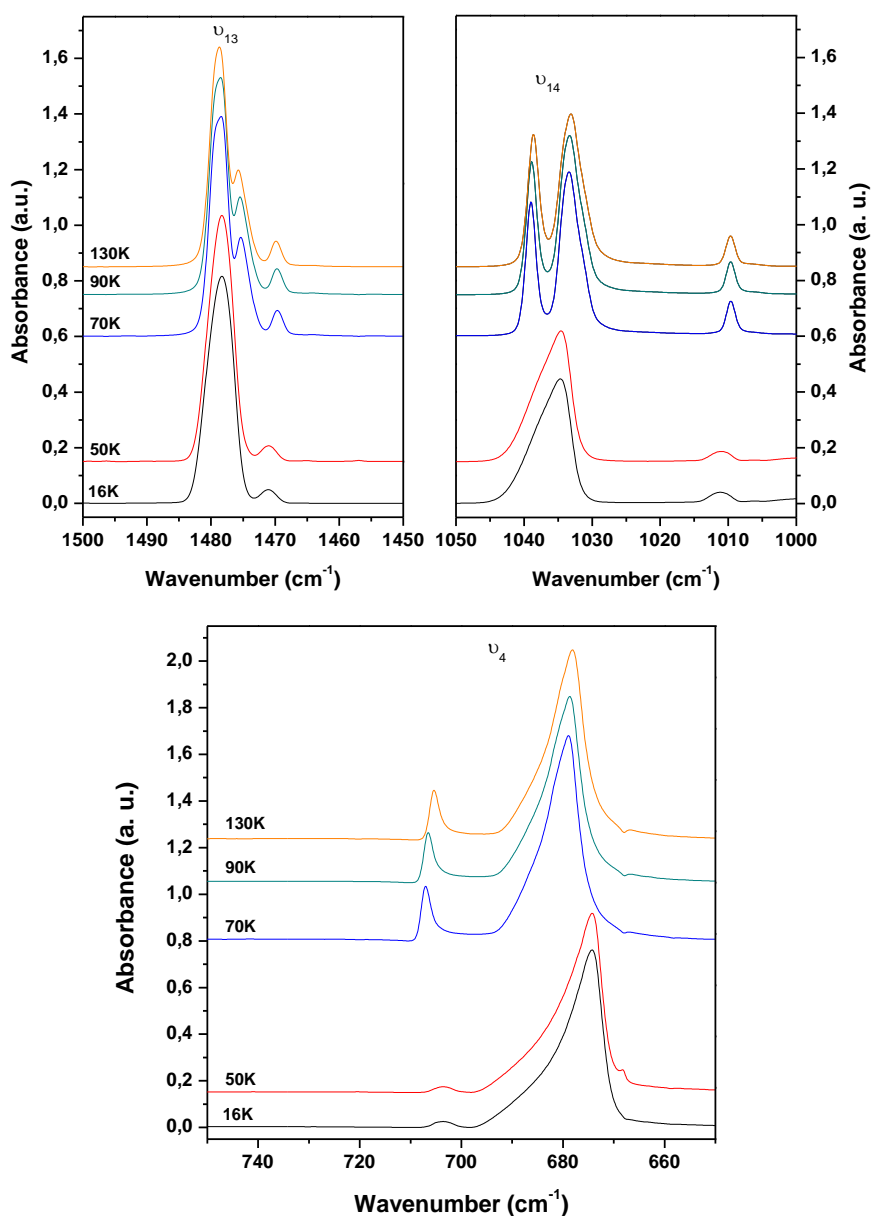 υ13
Absorbance (a.u.)
1,6
1,4
1,2
1,0
0,8
0,6
0,4
0,2
0,0
130K
90K
70K
50K
16K
1500 1490 1480 1470 1460 1450
Wavenumber (cm-1)
υ14
1,6
1,4
1,2
1,0
0,8
0,6
0,4
0,2
0,0
Absorbance (a. u.)
1050 1040 1030 1020 1010 1000
Wavenumber (cm-1)
υ4
Absorbance (a. u.)
2,0
1,8
1,6
1,4
1,2
1,0
0,8
0,6
0,4
0,2
0,0
130K
90K
70K
50K
16K
740 720 700 680 660
Wavenumber (cm-1)